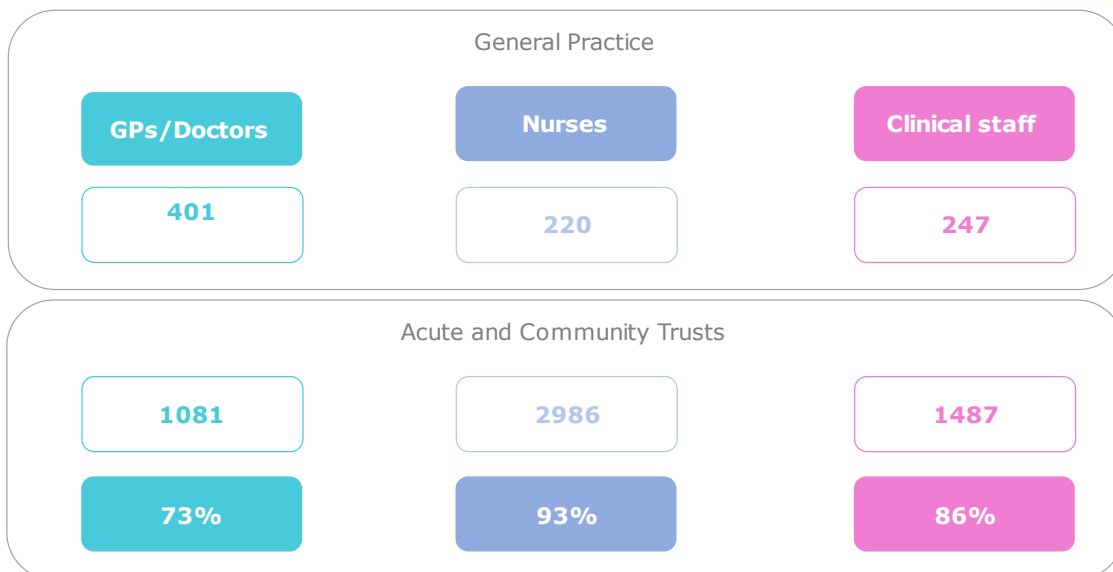 General Practice
GPs/Doctors
Nurses
Clinical staff
401
220
247
Acute and Community Trusts
1081
2986
1487
73%
93%
86%